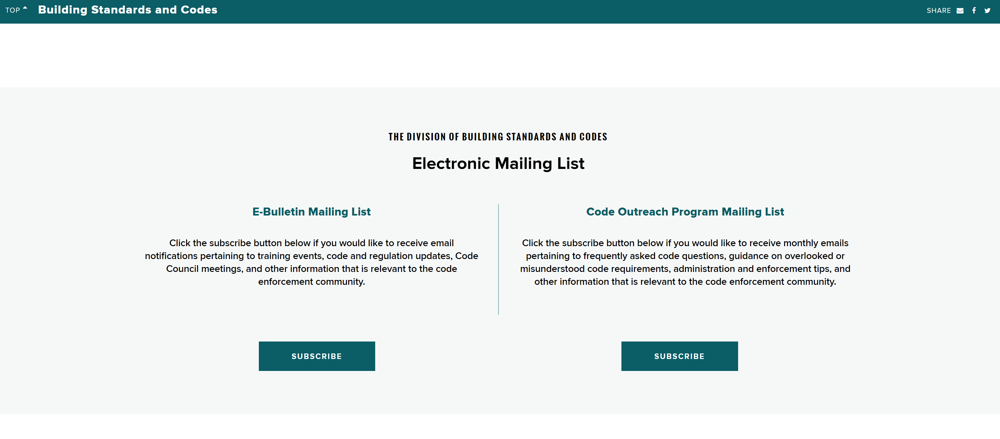 TOP
Building Standards and Codes
SHARE
THE DIVISION OF BUILDING STANDARDS AND CODES
Electronic Mailing List
E-Bulletin Mailing List
Click the subscribe button below if you would like to receive email
notifications pertaining to training events, code and regulation updates, Code
Council meetings, and other information that is relevant to the code
enforcement community.
SUBSCRIBE
Code Outreach Program Mailing List
Click the subscribe button below if you would like to receive monthly emails
pertaining to frequently asked code questions, guidance on overlooked or
misunderstood code requirements, administration and enforcement tips, and
other information that is relevant to the code enforcement community.
SUBSCRIBE